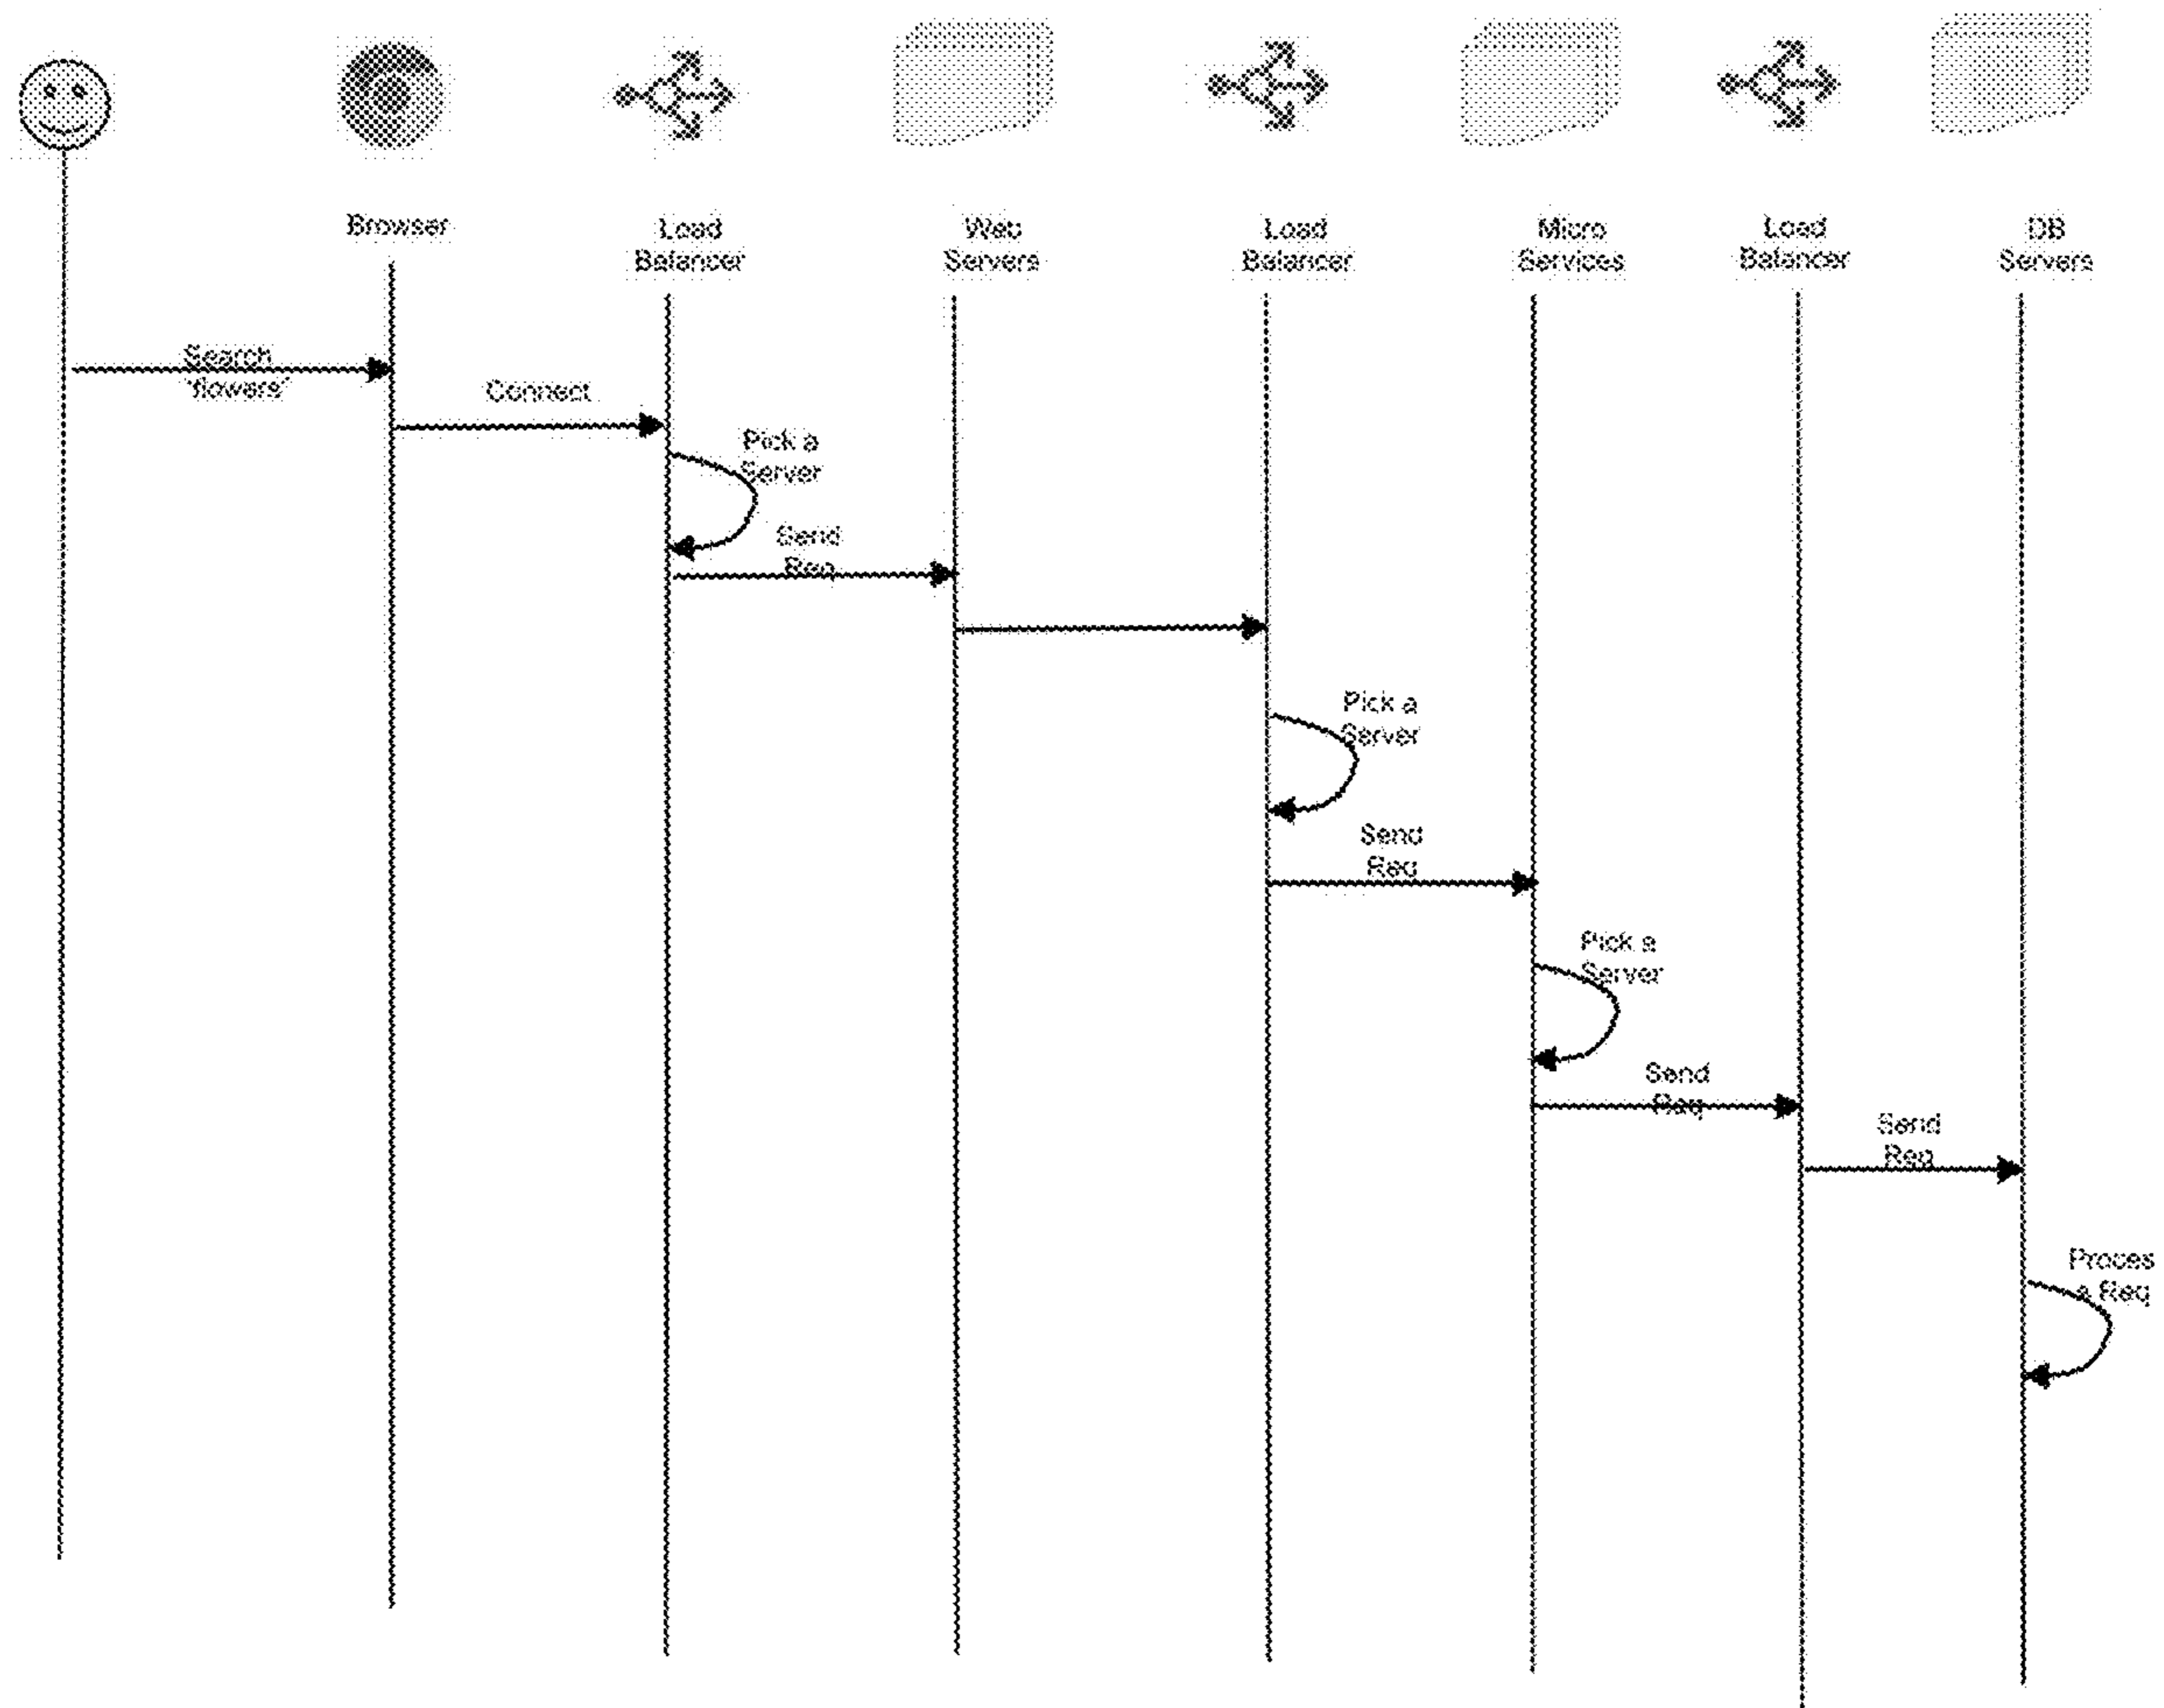 Browser
Load
Balancer
Web
Servers
Load
Balancer
Micro
Services
Load
Balancer
DB
Servers
Search
'flowers'
Connect
Pick a
Server
Send
Req
Pick a
Server
Send
Req
Pick a
Server
Send
Req
Send
Req
Proces
a Req